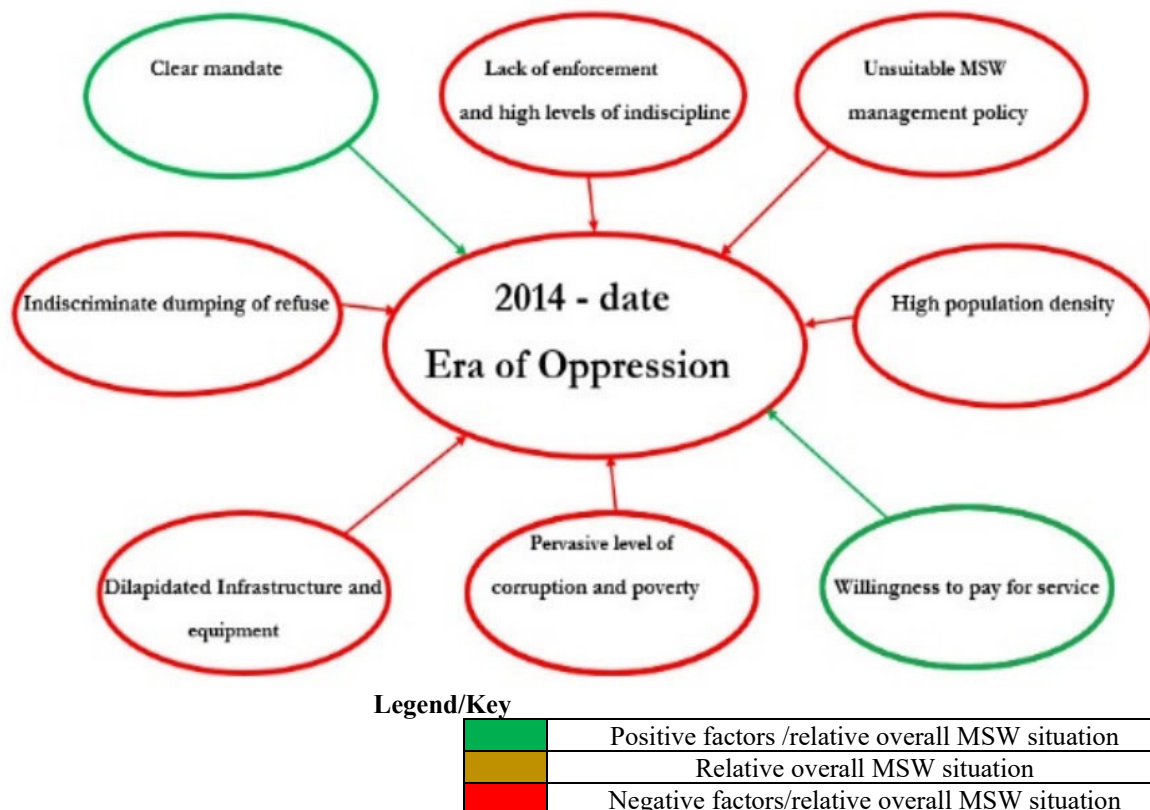 Clear mandate
Lack of enforcement
and high levels of indiscipline
Unsuitable MSW
management policy
Indiscriminate dumping of refuse
2014 - date
Era of Oppression
High population density
Dilapidated Infrastructure and
equipment
Pervasive level of
corruption and poverty
Willingness to pay for service
Legend/Key
Positive factors /relative overall MSW situation
Relative overall MSW situation
Negative factors/relative overall MSW situation